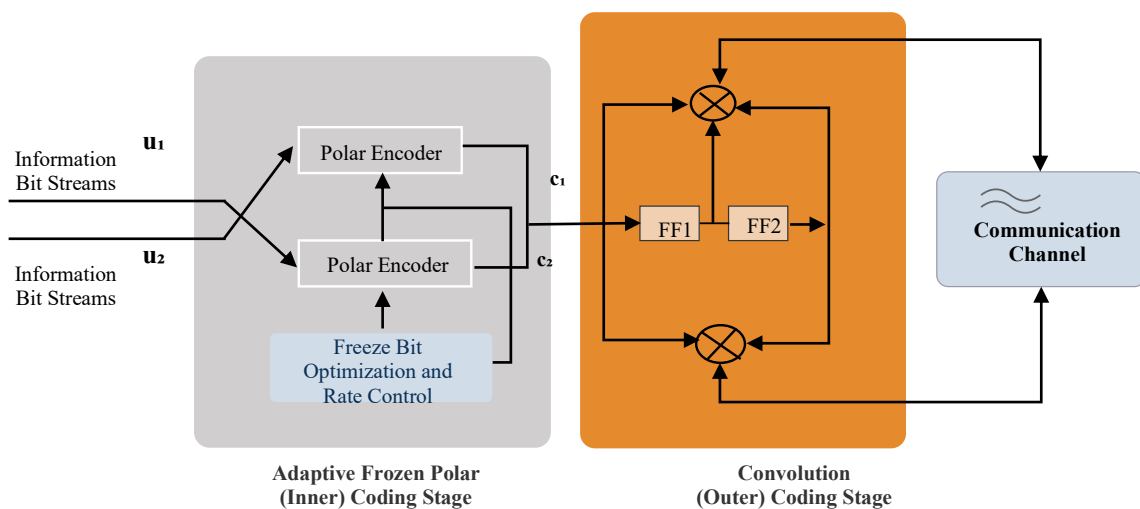 u₁
Information
Bit Streams
u₂
Information
Bit Streams
Polar Encoder
Polar Encoder
Freeze Bit
Optimization and
Rate Control
c₁
c₂
Adaptive Frozen Polar
(Inner) Coding Stage
FF1
FF2
Convolution
(Outer) Coding Stage
Communication
Channel